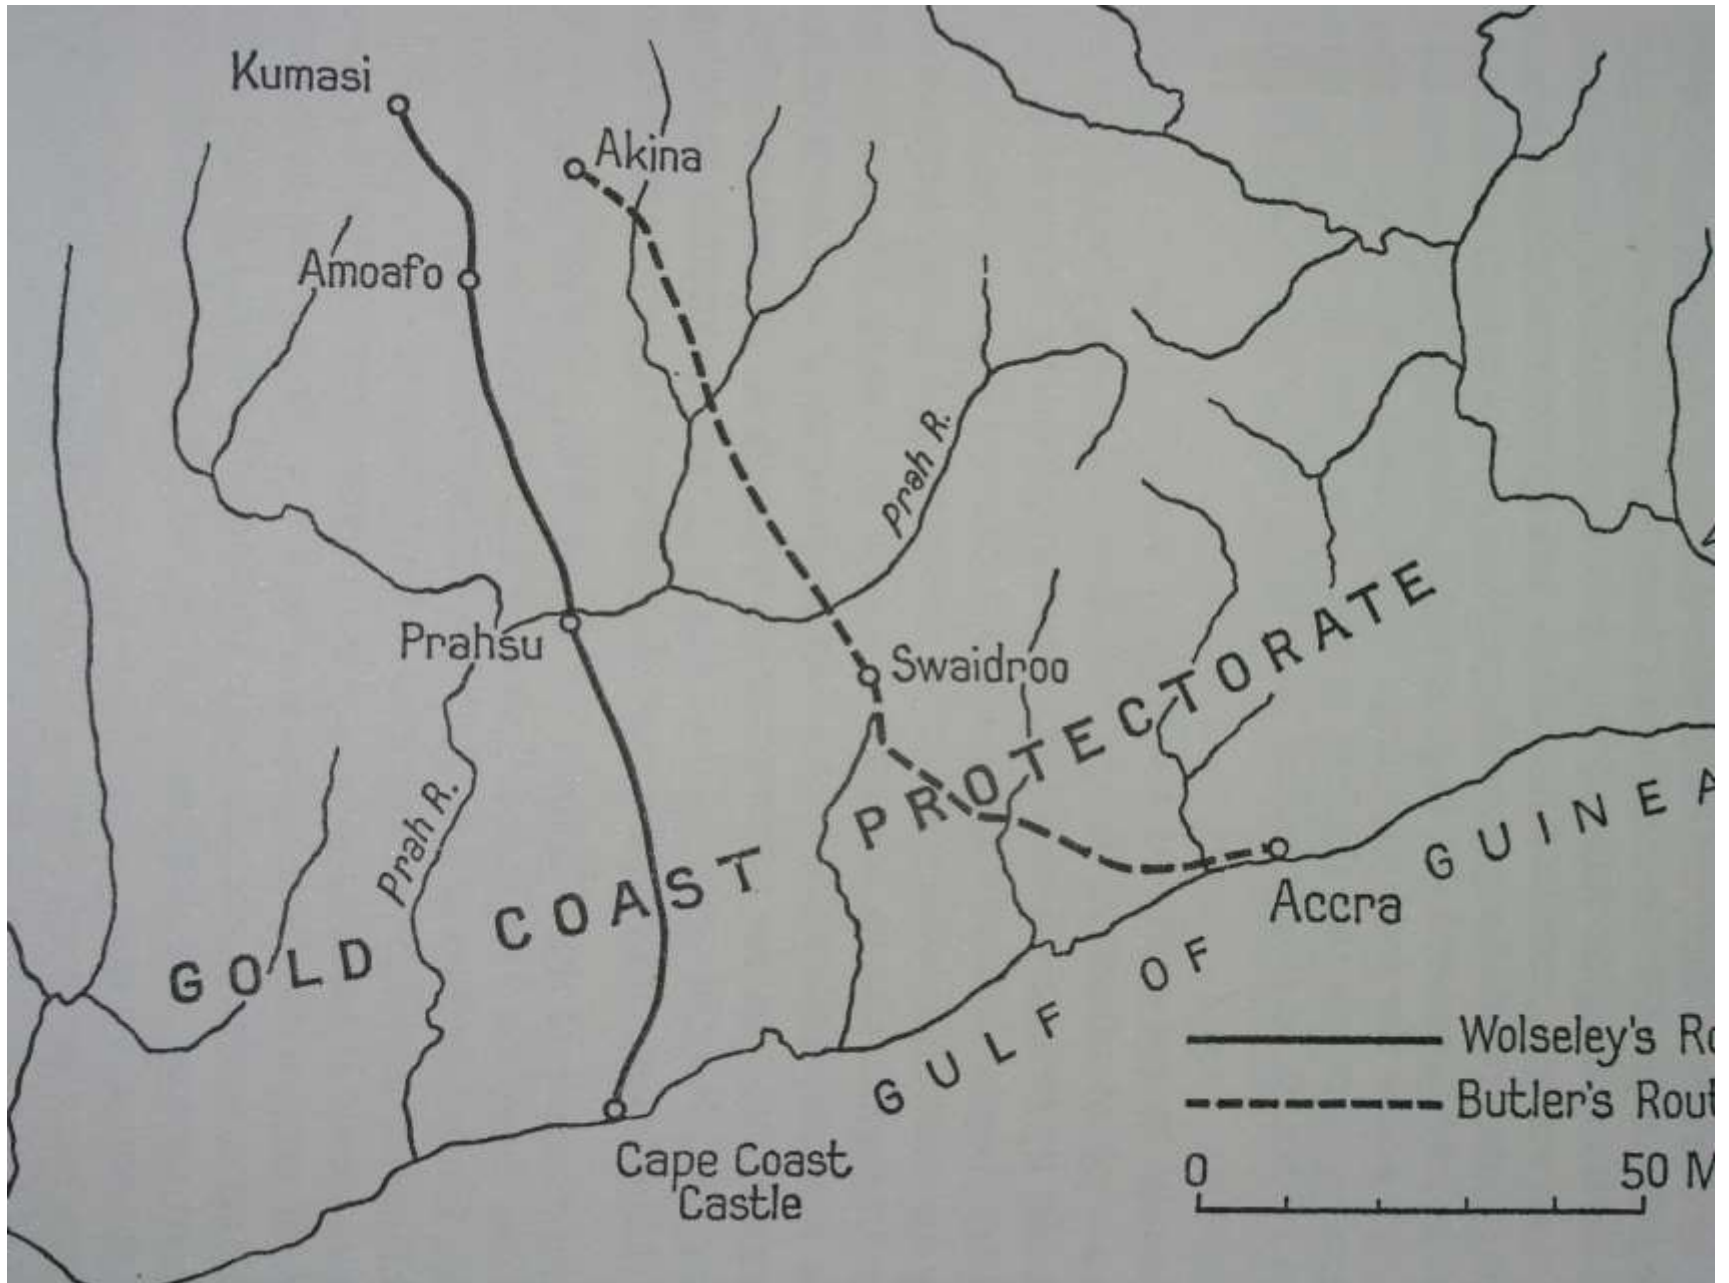 Kumasi
Akina
Amoafo
Prah R.
Prahsu
Swaidroo
Prah R.
GOLD COAST PROTECTORATE
Accra
GULF OF GUINEA
Cape Coast
Castle
Wolseley's Ro
Butler's Rout
0 50 M